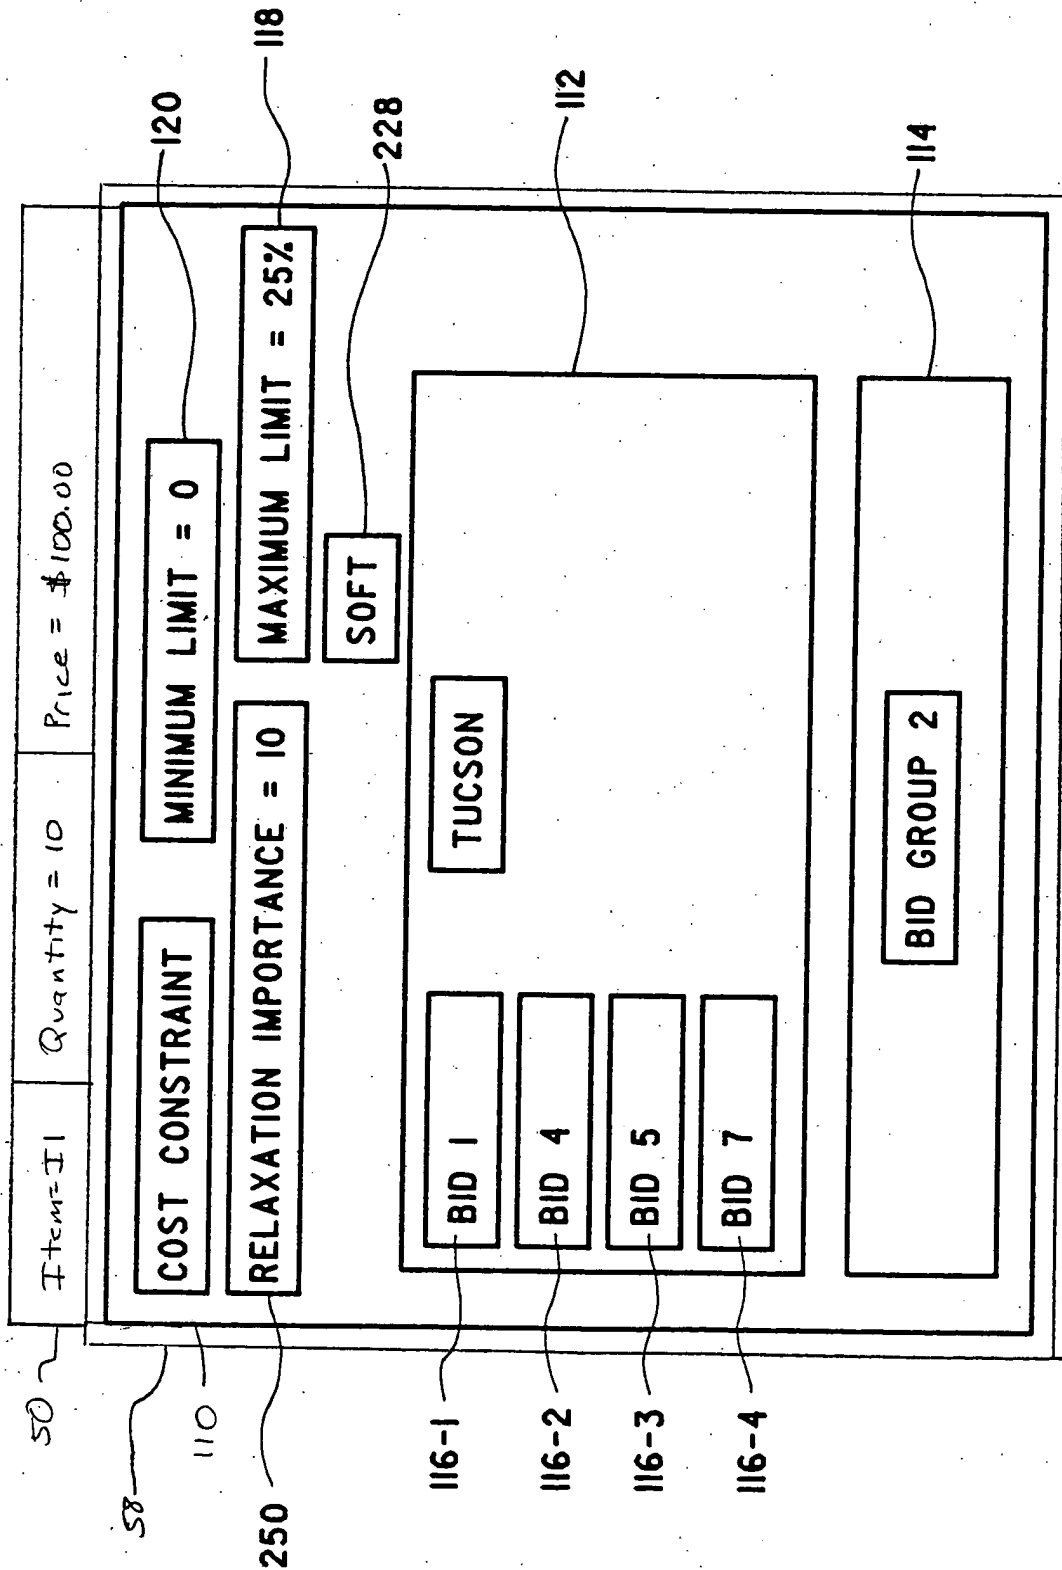 50
Item=I1 Quantity = 10 Price = $100.00
58
110
COST CONSTRAINT MINIMUM LIMIT = 0 120
250 RELAXATION IMPORTANCE = 10 MAXIMUM LIMIT = 25% 118
SOFT 228
TUCSON 112
116-1 BID 1
116-2 BID 4
116-3 BID 5
116-4 BID 7
BID GROUP 2 114